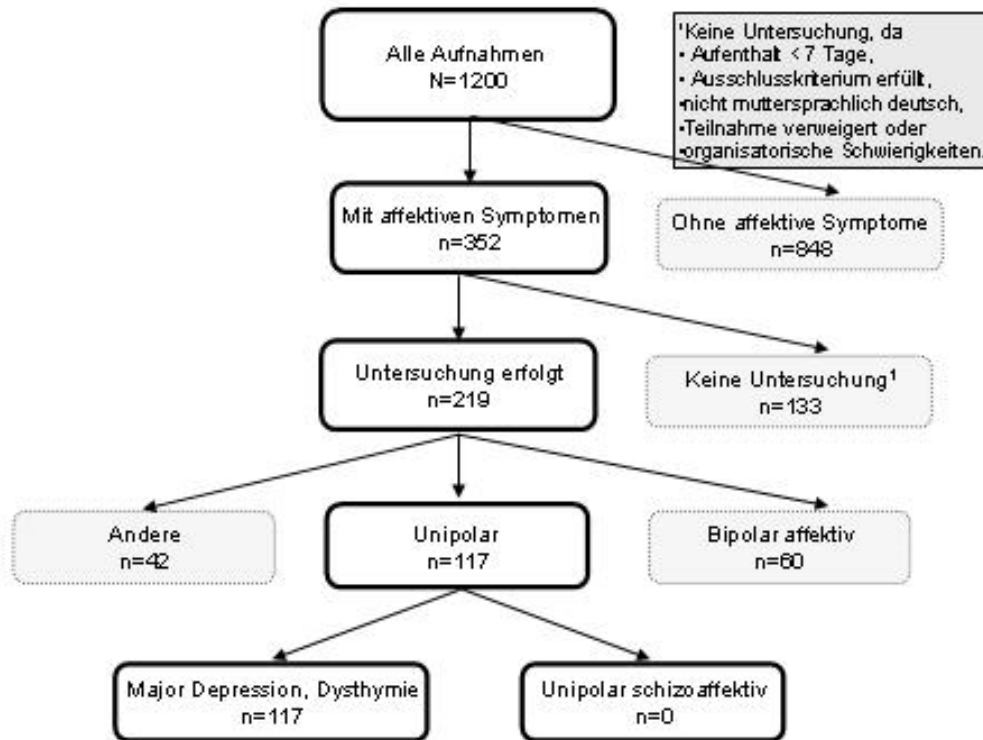 Alle Aufnahmen
N=1200
¹Keine Untersuchung, da
• Aufenthalt < 7 Tage,
• Ausschlusskriterium erfüllt,
•nicht muttersprachlich deutsch,
•Teilnahme verweigert oder
•organisatorische Schwierigkeiten.
Mit affektiven Symptomen
n=352
Ohne affektive Symptome
n=848
Untersuchung erfolgt
n=219
Keine Untersuchung¹
n=133
Andere
n=42
Unipolar
n=117
Bipolar affektiv
n=60
Major Depression, Dysthymie
n=117
Unipolar schizoaffektiv
n=0